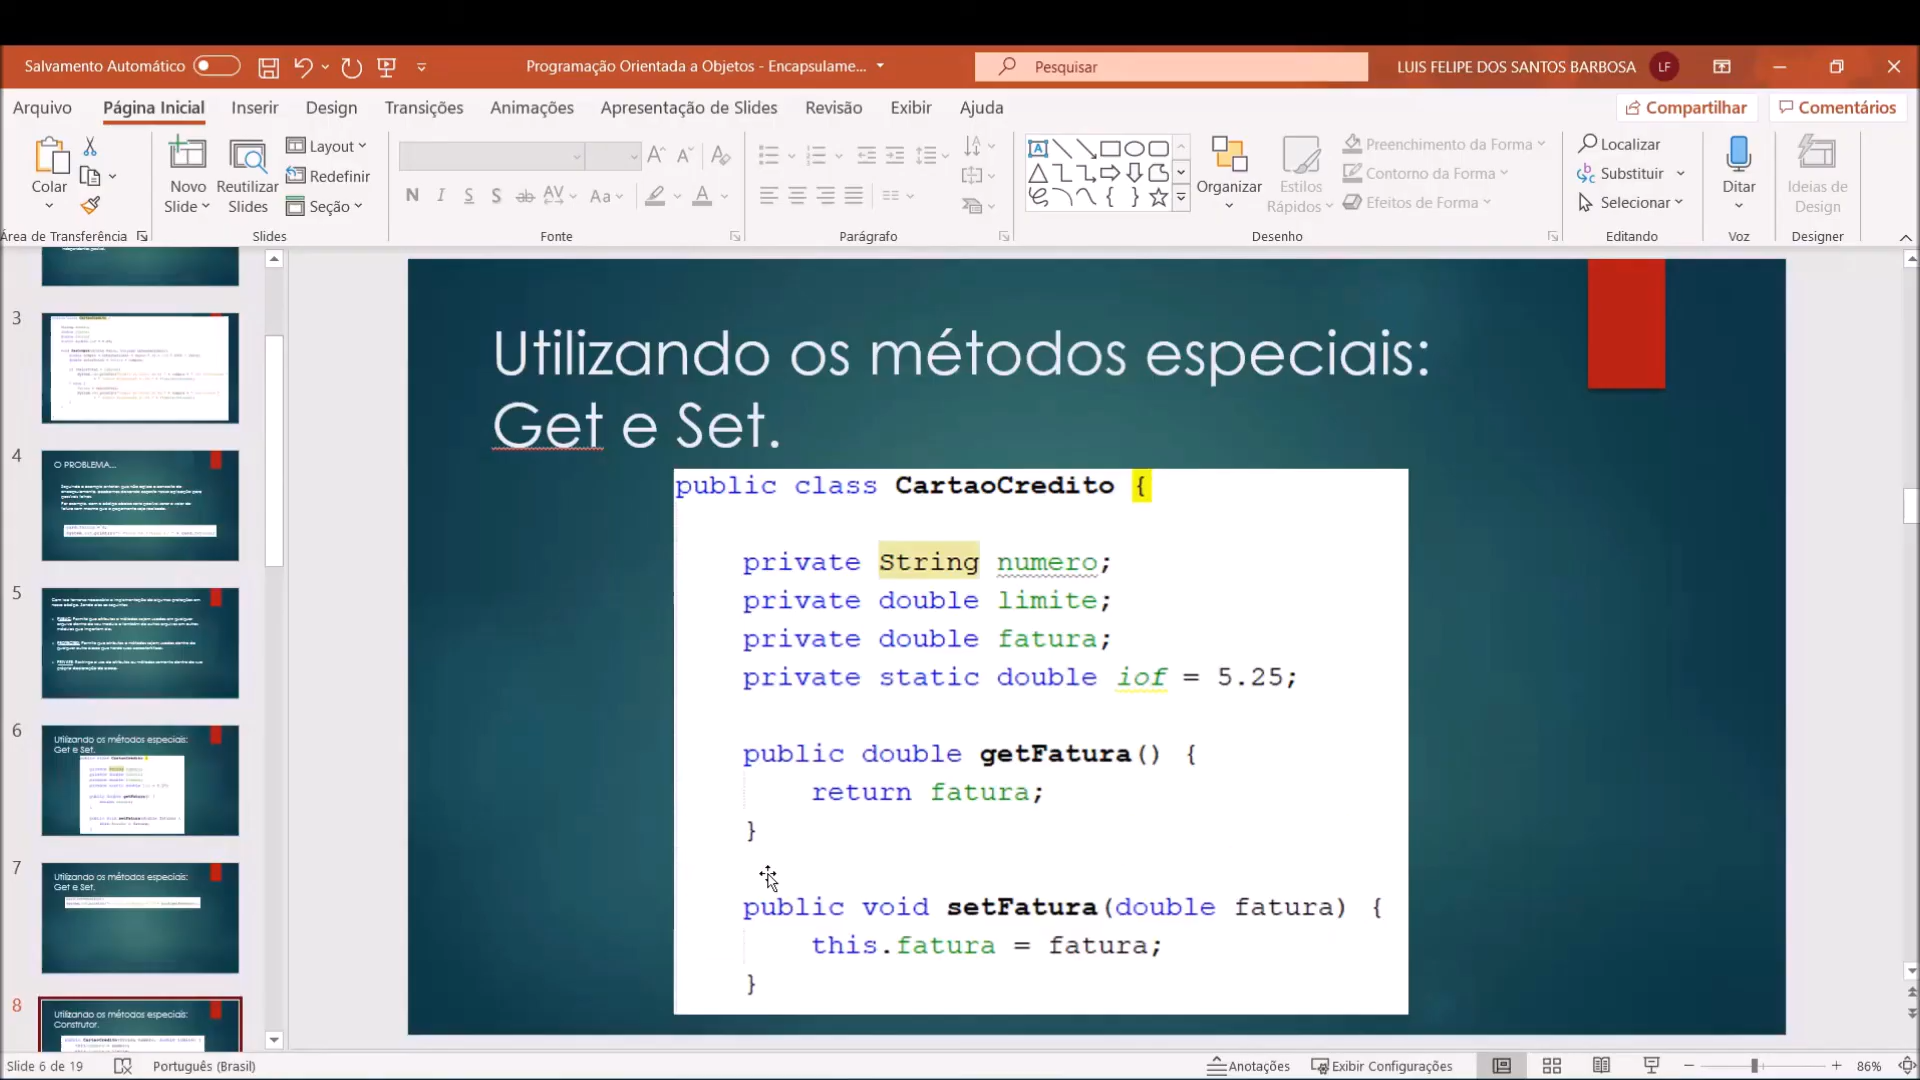 Salvamento Automático
Programação Orientada a Objetos - Encapsulame...
Pesquisar
LUIS FELIPE DOS SANTOS BARBOSA
LF
Arquivo
Página Inicial
Inserir
Design
Transições
Animações
Apresentação de Slides
Revisão
Exibir
Ajuda
Compartilhar
Comentários
Colar
Novo Slide
Reutilizar Slides
Layout
Redefinir
Seção
N I S S ab AV Aa A
Organizar
Estilos Rápidos
Preenchimento da Forma
Contorno da Forma
Efeitos de Forma
Localizar
Substituir
Selecionar
Ditar
Ideias de Design
Área de Transferência
Slides
Fonte
Parágrafo
Desenho
Editando
Voz
Designer
3
4
O PROBLEMA...
5
6
Utilizando os métodos especiais:
Get e Set.
7
Utilizando os métodos especiais:
Get e Set.
8
Utilizando os métodos especiais:
Construtor.
Utilizando os métodos especiais:
Get e Set.
public class CartaoCredito {
private String numero;
private double limite;
private double fatura;
private static double iof = 5.25;
public double getFatura() {
return fatura;
}
public void setFatura(double fatura) {
this.fatura = fatura;
}
Slide 6 de 19
Português (Brasil)
Anotações
Exibir Configurações
86%